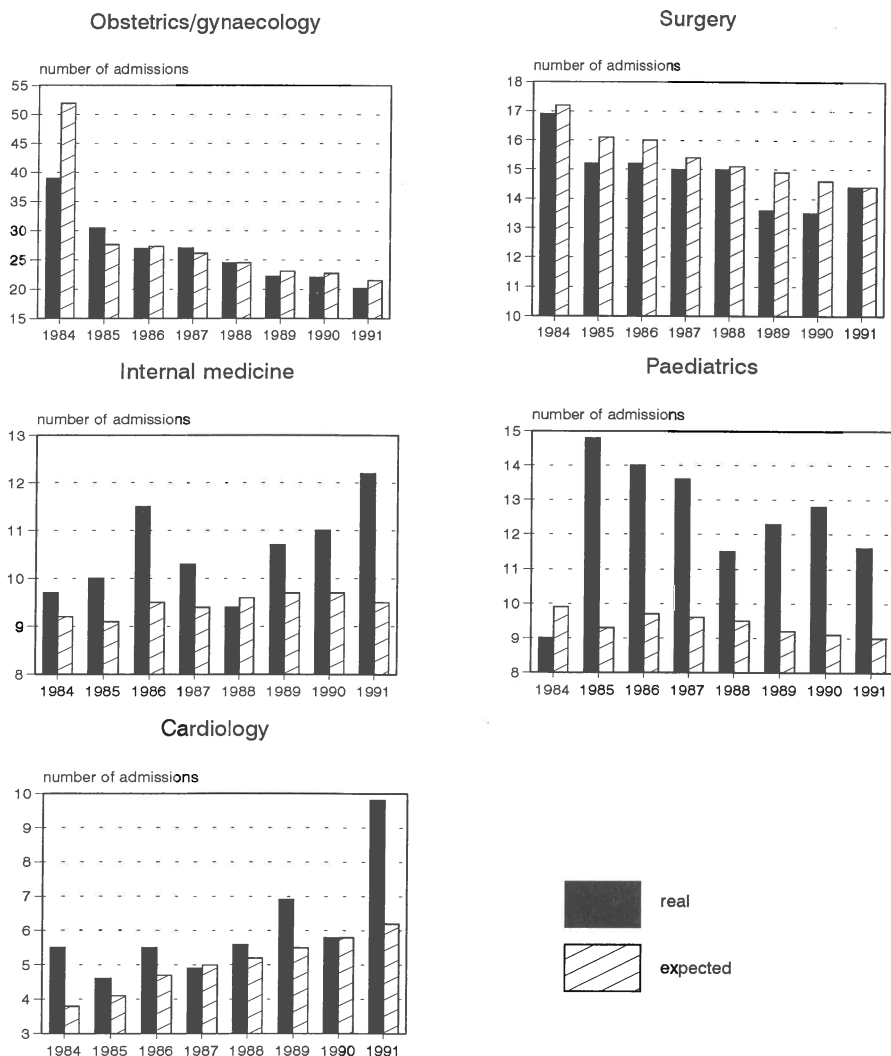 Obstetrics/gynaecology
number of admissions
55
50
45
40
35
30
25
20
15
1984 1985 1986 1987 1988 1989 1990 1991
Surgery
number of admissions
18
17
16
15
14
13
12
11
10
1984 1985 1986 1987 1988 1989 1990 1991
Internal medicine
number of admissions
13
12
11
10
9
8
1984 1985 1986 1987 1988 1989 1990 1991
Paediatrics
number of admissions
15
14
13
12
11
10
9
8
1984 1985 1986 1987 1988 1989 1990 1991
Cardiology
number of admissions
10
9
8
7
6
5
4
3
1984 1985 1986 1987 1988 1989 1990 1991
real
expected